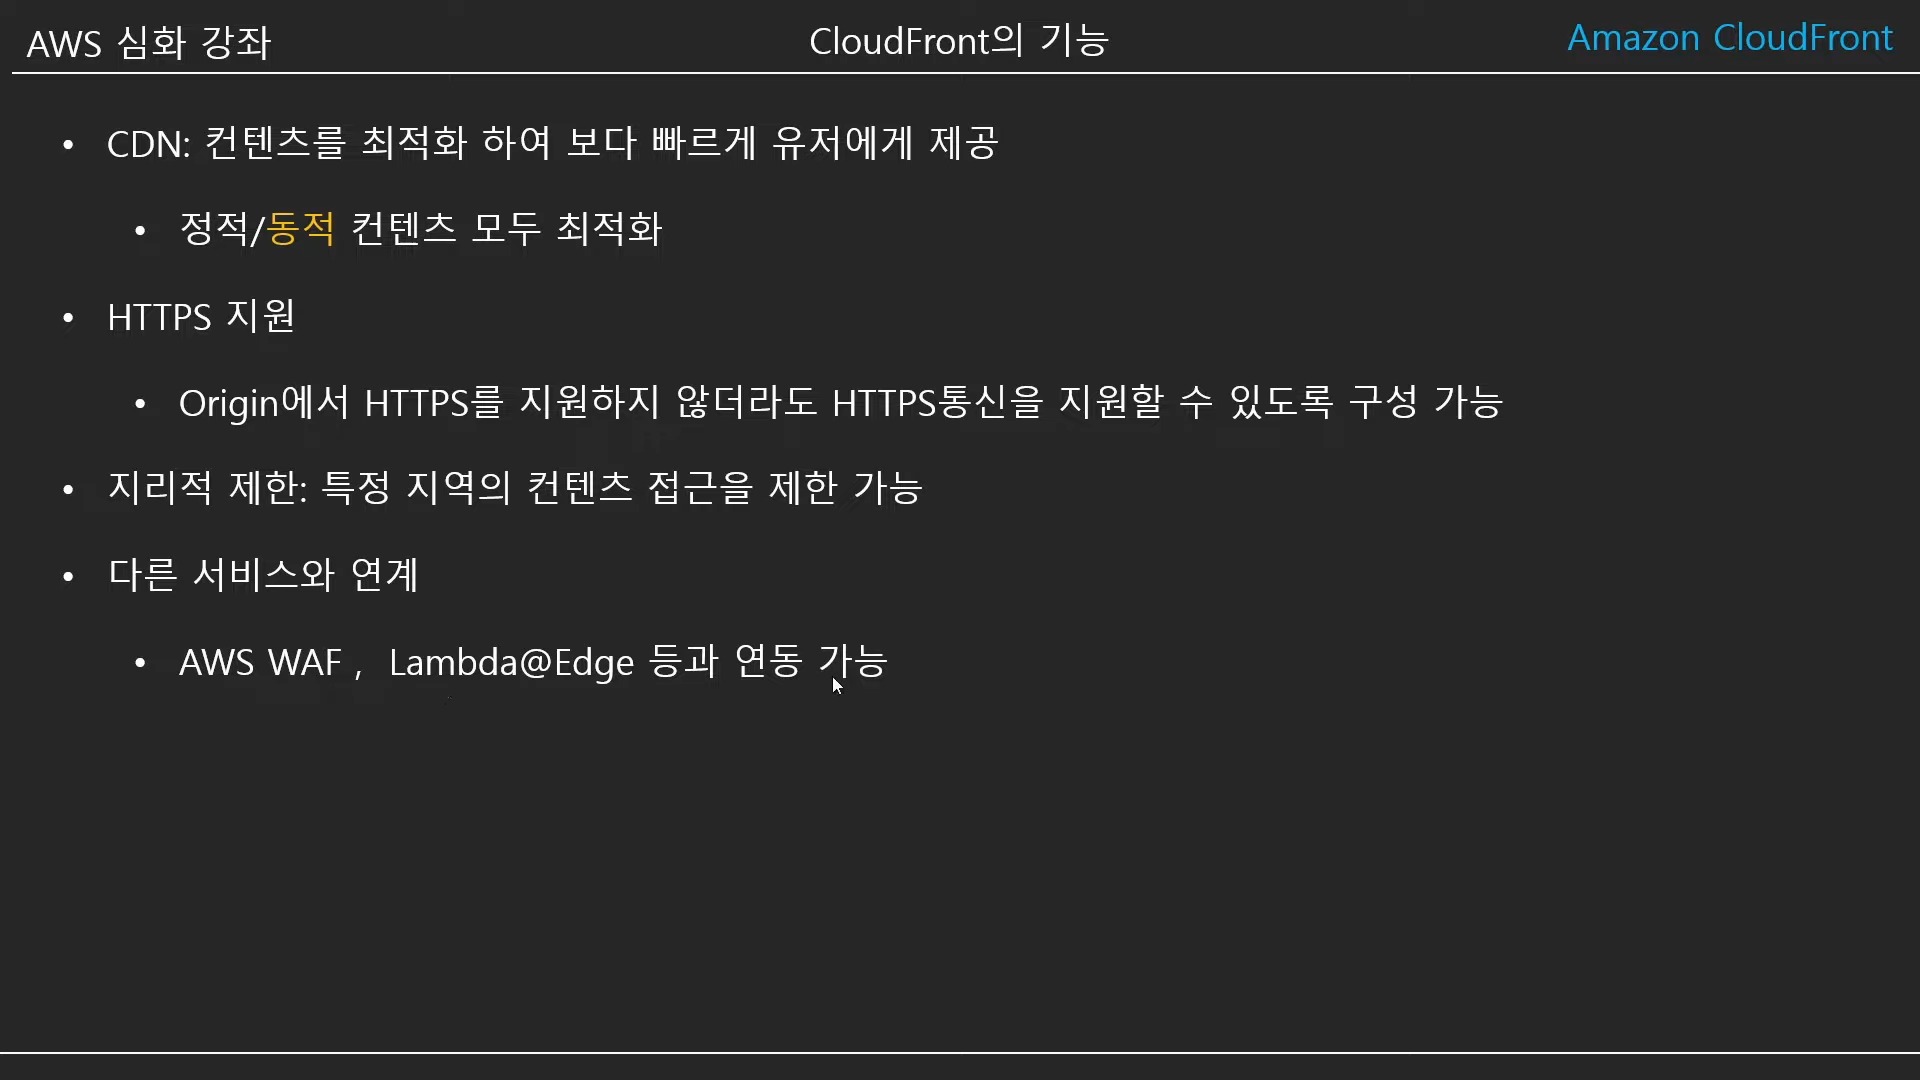 AWS 심화 강좌
CloudFront의 기능
Amazon CloudFront
• CDN: 컨텐츠를 최적화 하여 보다 빠르게 유저에게 제공
• 정적/동적 컨텐츠 모두 최적화
• HTTPS 지원
• Origin에서 HTTPS를 지원하지 않더라도 HTTPS통신을 지원할 수 있도록 구성 가능
• 지리적 제한: 특정 지역의 컨텐츠 접근을 제한 가능
• 다른 서비스와 연계
• AWS WAF , Lambda@Edge 등과 연동 가능